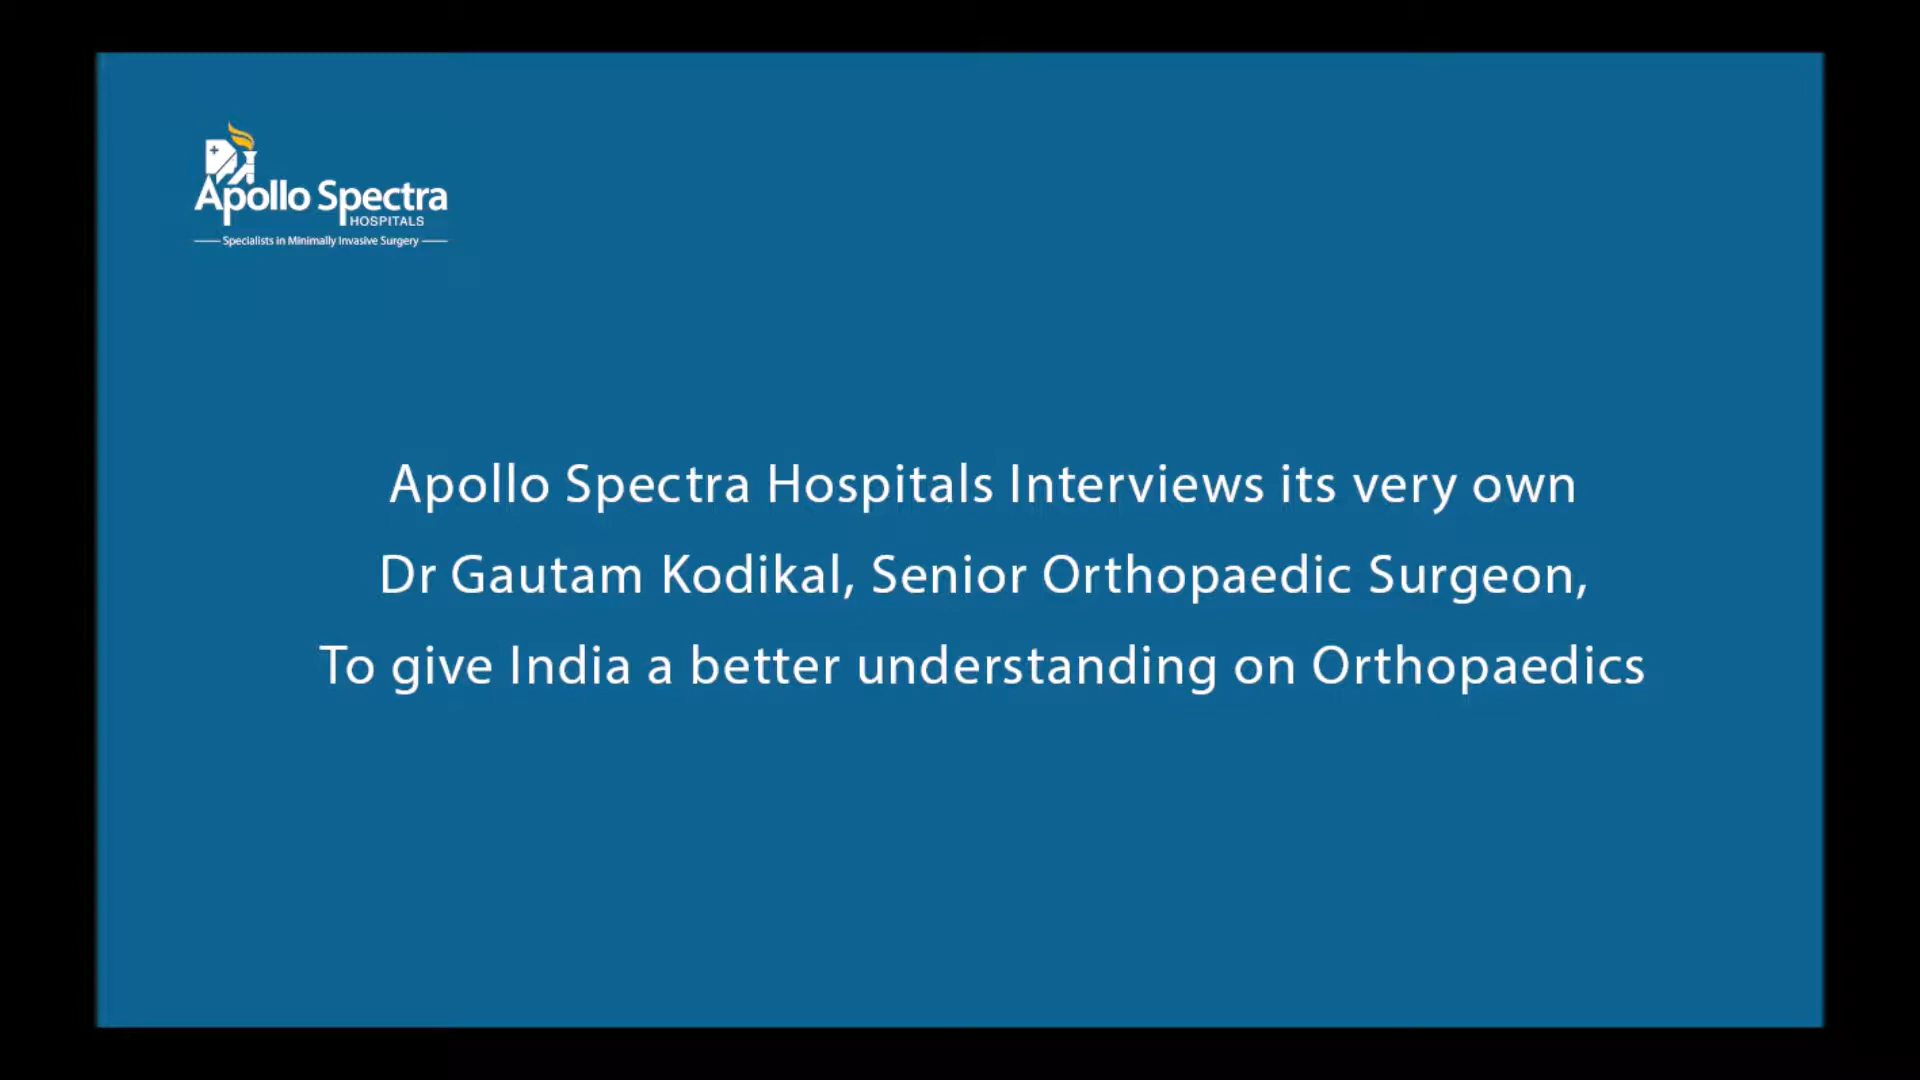 Apollo Spectra
HOSPITALS
Specialists in Minimally Invasive Surgery
Apollo Spectra Hospitals Interviews its very own
Dr Gautam Kodikal, Senior Orthopaedic Surgeon,
To give India a better understanding on Orthopaedics